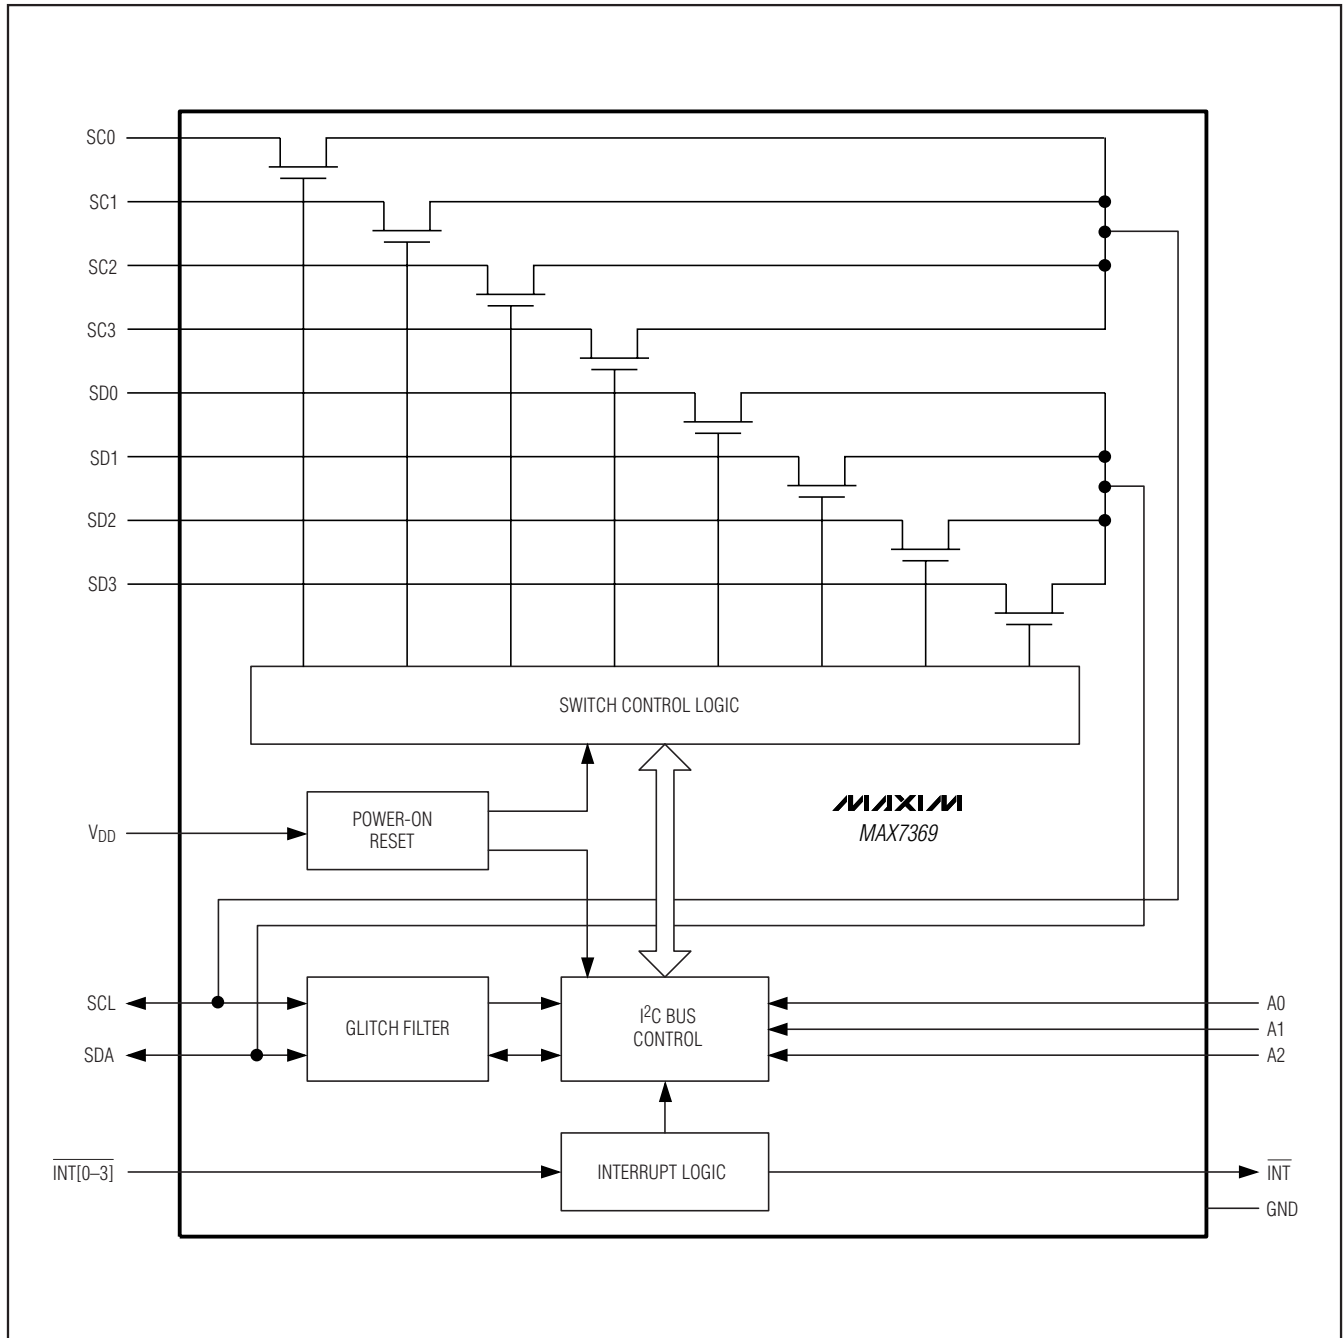 SC0
SC1
SC2
SC3
SD0
SD1
SD2
SD3
SWITCH CONTROL LOGIC
MAXIM
MAX7369
POWER-ON
RESET
VDD
SCL
SDA
GLITCH FILTER
I²C BUS
CONTROL
A0
A1
A2
INT[0–3]
INTERRUPT LOGIC
INT
GND